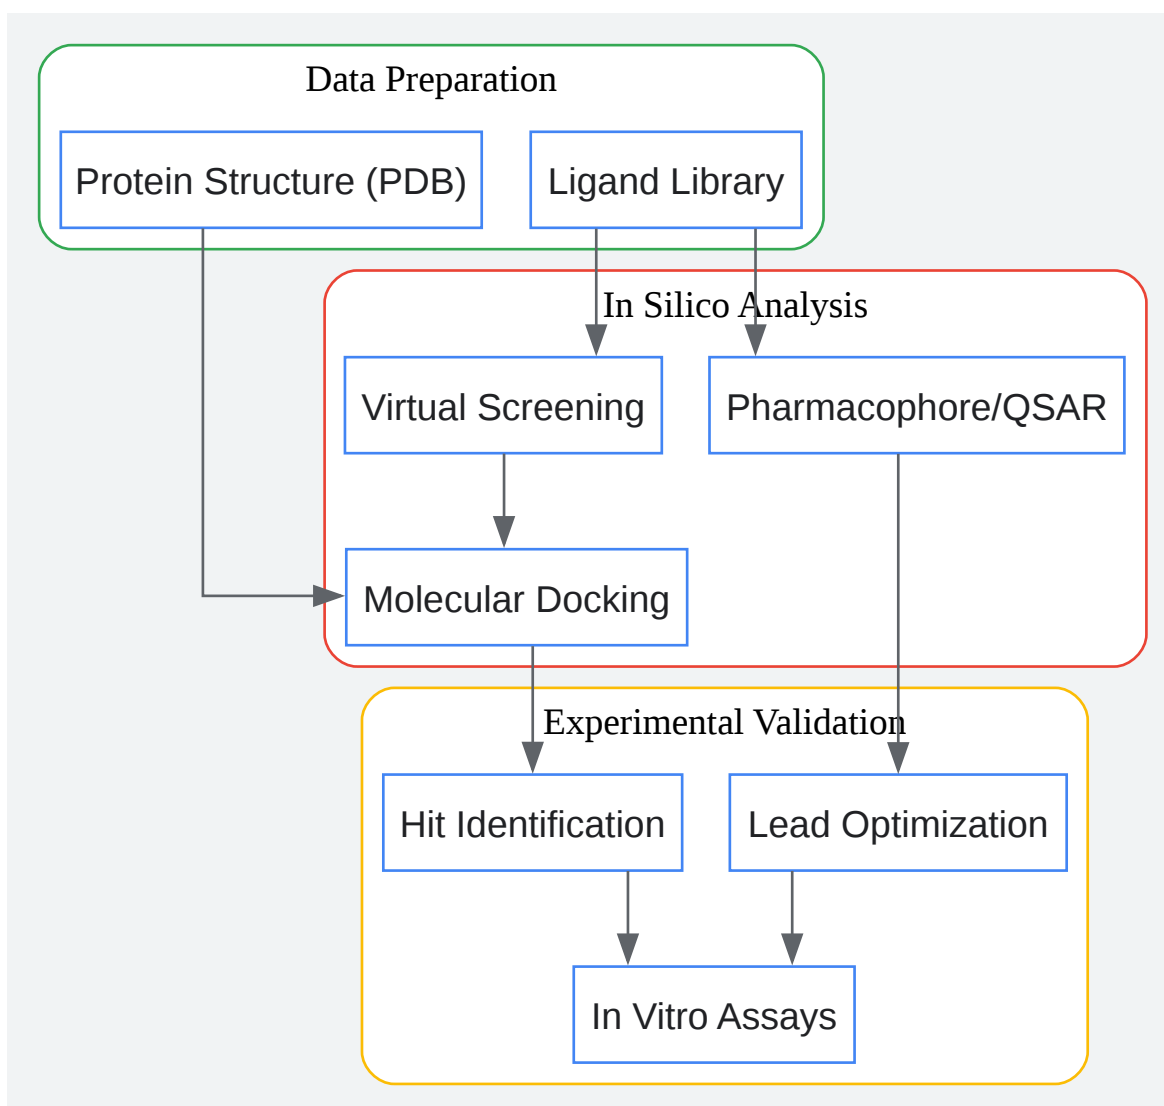 Data Preparation
Protein Structure (PDB)
Ligand Library
In Silico Analysis
Virtual Screening
Pharmacophore/QSAR
Molecular Docking
Experimental Validation
Hit Identification
Lead Optimization
In Vitro Assays